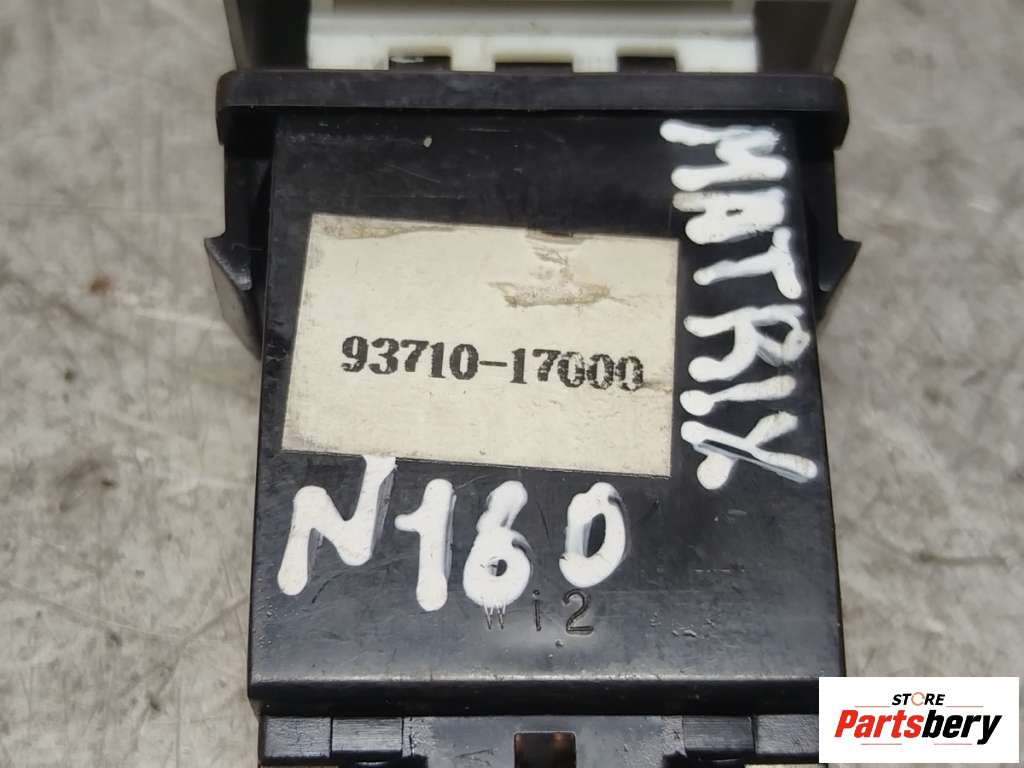 93710-17000
MATRIX
N160
Wi2
STORE
Partsbery